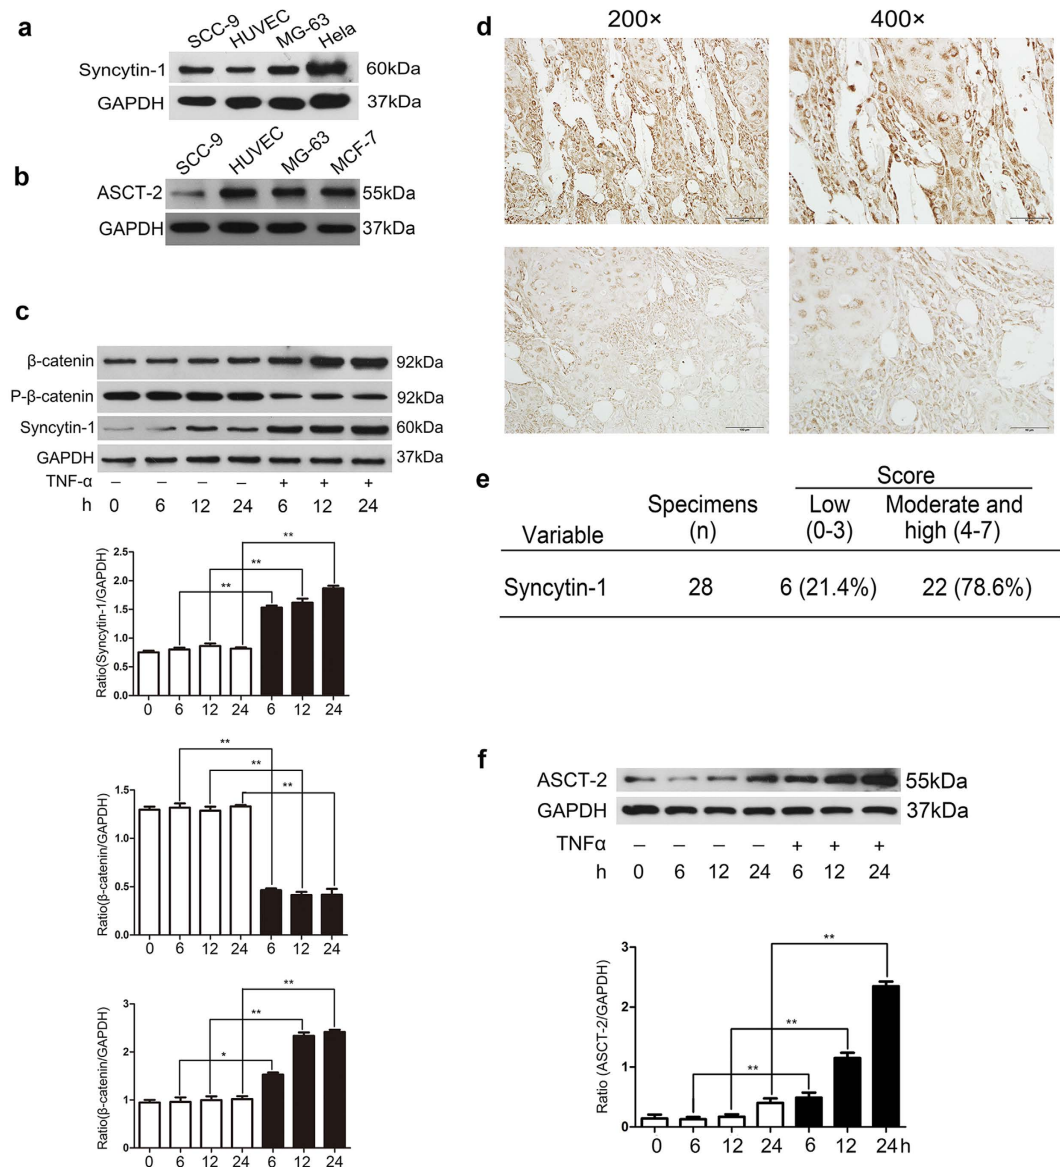 a
SCC-9 HUVEC MG-63 Hela
Syncytin-1 60kDa
GAPDH 37kDa
b
SCC-9 HUVEC MG-63 MCF-7
ASCT-2 55kDa
GAPDH 37kDa
c
β-catenin 92kDa
P-β-catenin 92kDa
Syncytin-1 60kDa
GAPDH 37kDa
TNF-α – – – – + + +
h 0 6 12 24 6 12 24
Ratio(Syncytin-1/GAPDH)
2.5
2.0
1.5
1.0
0.5
0.0
** ** **
0 6 12 24 6 12 24
Ratio(β-catenin/GAPDH)
1.5
1.0
0.5
0.0
** ** **
0 6 12 24 6 12 24
Ratio(β-catenin/GAPDH)
3
2
1
0
* ** **
0 6 12 24 6 12 24
d
200× 400×
e
Score
Variable Specimens (n) Low (0-3) Moderate and high (4-7)
Syncytin-1 28 6 (21.4%) 22 (78.6%)
f
ASCT-2 55kDa
GAPDH 37kDa
TNFα – – – – + + +
h 0 6 12 24 6 12 24
Ratio (ASCT-2/GAPDH)
3
2
1
0
** ** **
0 6 12 24 6 12 24h